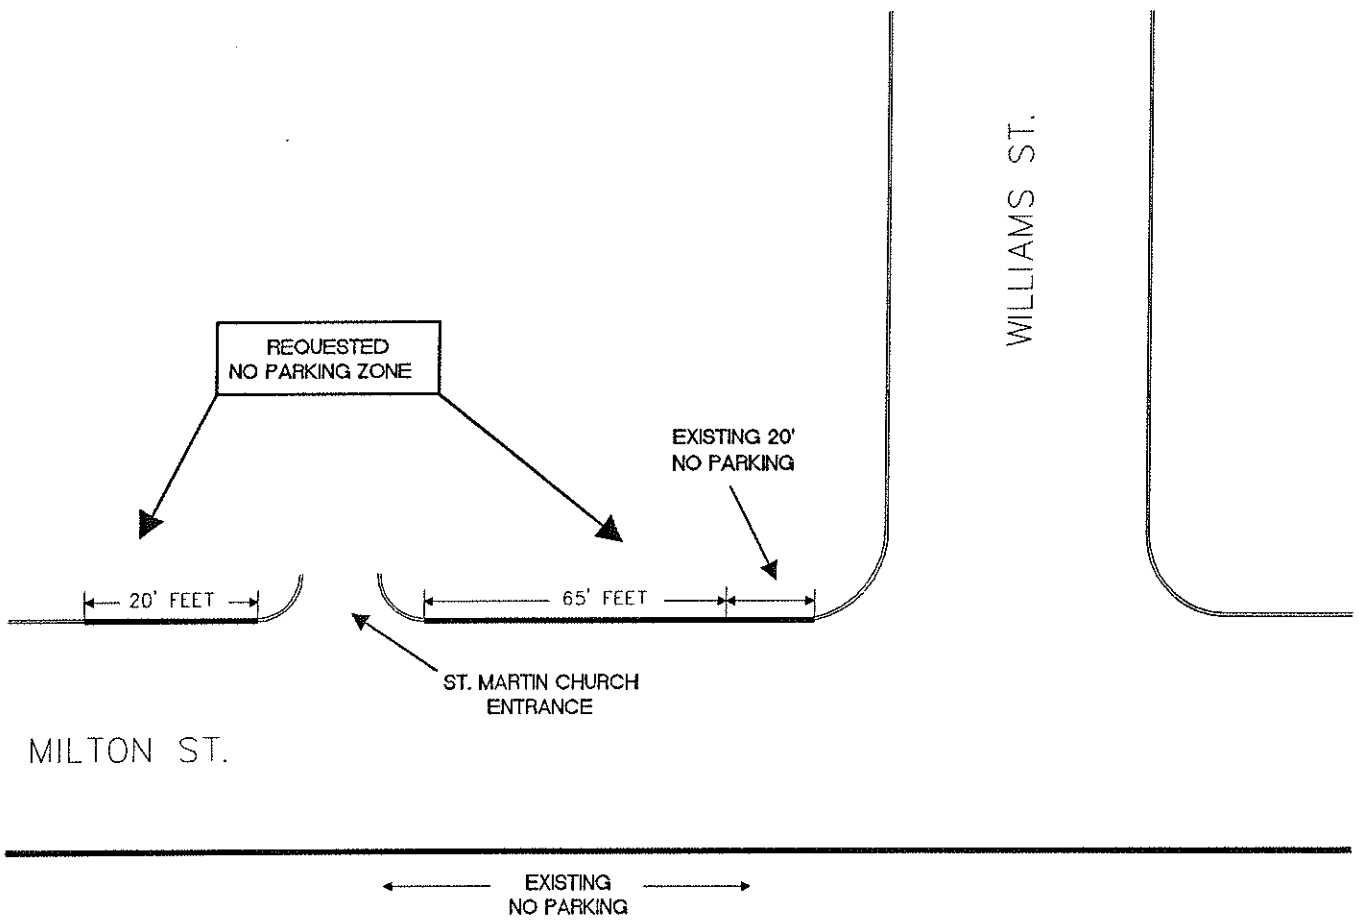 WILLIAMS ST.
REQUESTED
NO PARKING ZONE
EXISTING 20'
NO PARKING
20' FEET
65' FEET
ST. MARTIN CHURCH
ENTRANCE
MILTON ST.
EXISTING
NO PARKING